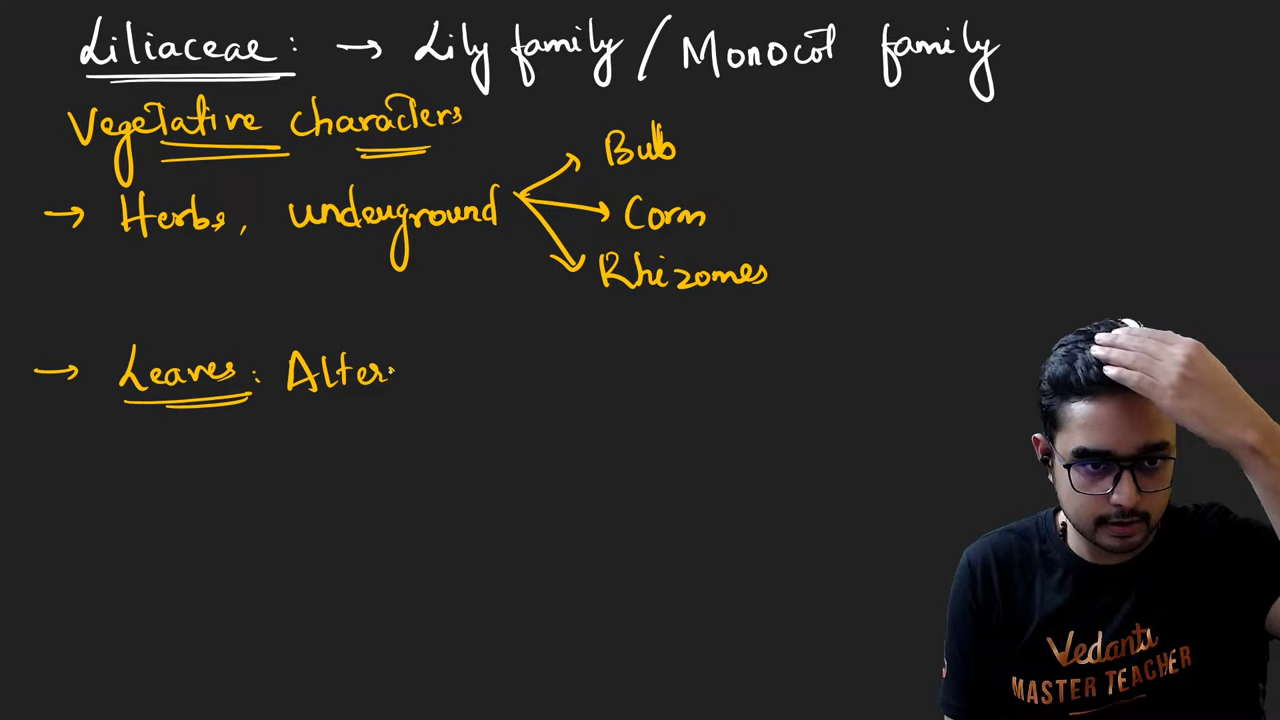 Liliaceae : → Lily family / Monocot family
Vegetative characters
→ Herbs, underground
Bulb
Corm
Rhizomes
→ Leaves : Alter
Vedantu
MASTER TEACHER